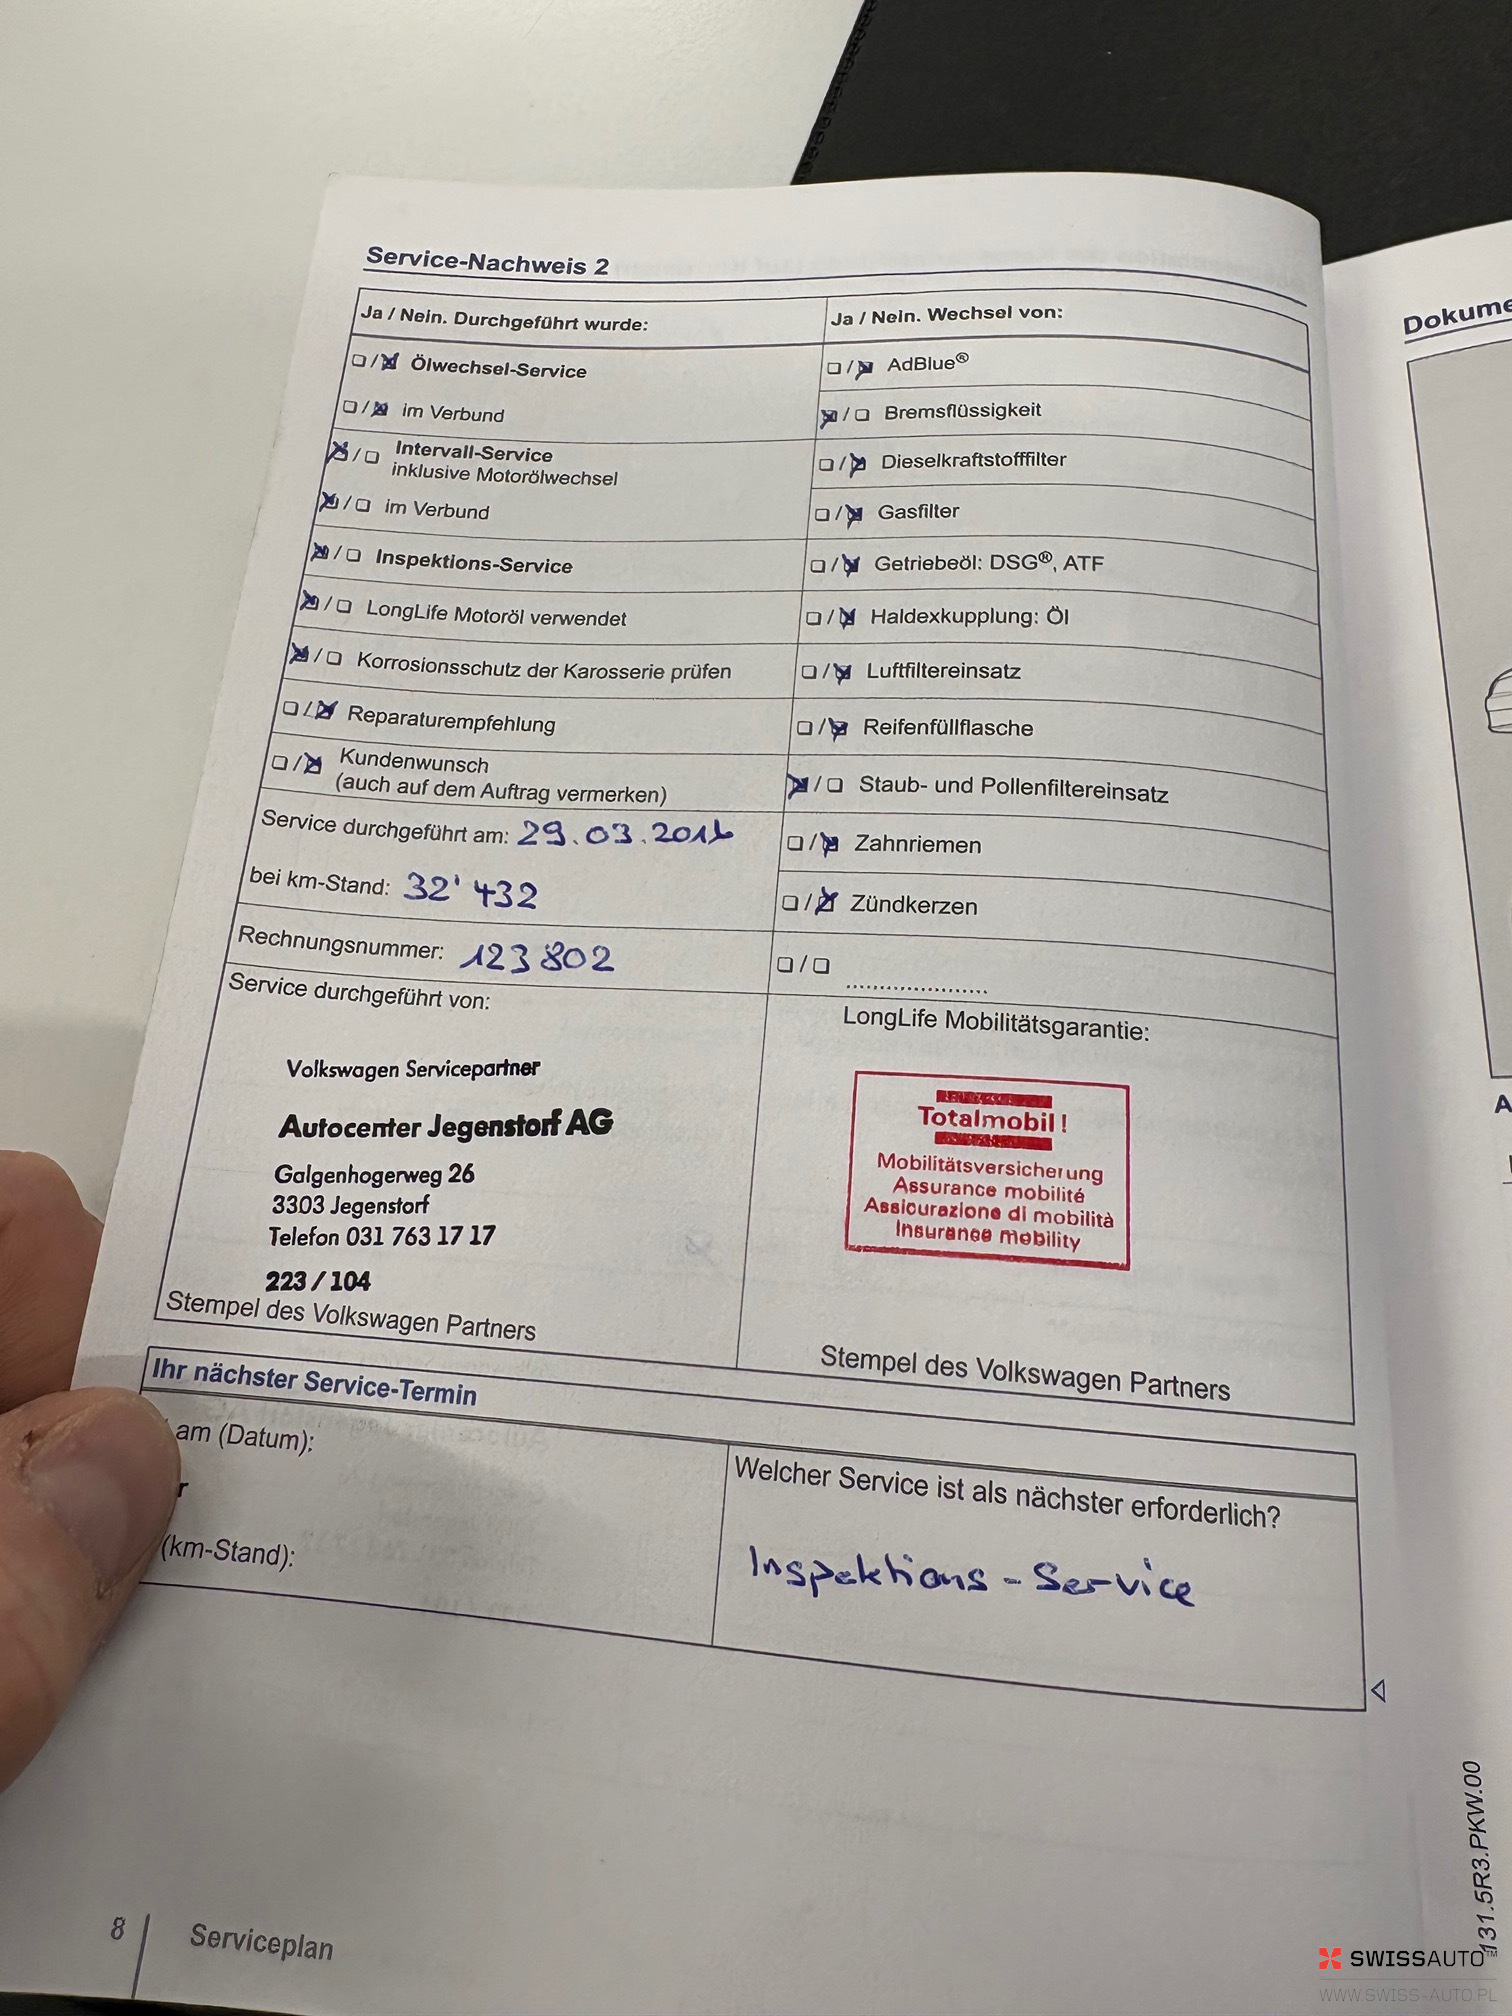 Service-Nachweis 2
Ja / Nein. Durchgeführt wurde:
Ölwechsel-Service
im Verbund
Intervall-Service
inklusive Motorölwechsel
im Verbund
Inspektions-Service
LongLife Motoröl verwendet
Korrosionsschutz der Karosserie prüfen
Reparaturempfehlung
Kundenwunsch
(auch auf dem Auftrag vermerken)
Service durchgeführt am:
bei km-Stand: 32'432
Rechnungsnummer: 123802
Ja / Nein. Wechsel von:
AdBlue®
Bremsflüssigkeit
Dieselkraftstofffilter
Gasfilter
Getriebeöl: DSG®, ATF
Haldexkupplung: Öl
Luftfiltereinsatz
Reifenfüllflasche
Staub- und Pollenfiltereinsatz
Zahnriemen
Zündkerzen
Service durchgeführt von:
Volkswagen Servicepartner
Autocenter Jegenstorf AG
Galgenhogerweg 26
3303 Jegenstorf
Telefon 031 763 17 17
223 / 104
Stempel des Volkswagen Partners
LongLife Mobilitätsgarantie:
Totalmobil!
Mobilitätsversicherung
Assurance mobilité
Assicurazione di mobilità
Insurance mobility
Stempel des Volkswagen Partners
Ihr nächster Service-Termin
am (Datum):
(km-Stand):
Welcher Service ist als nächster erforderlich?
Inspektions-Service
8 Serviceplan
131.5R3.PKW.00
SWISSAUTO™
WWW.SWISS-AUTO.PL